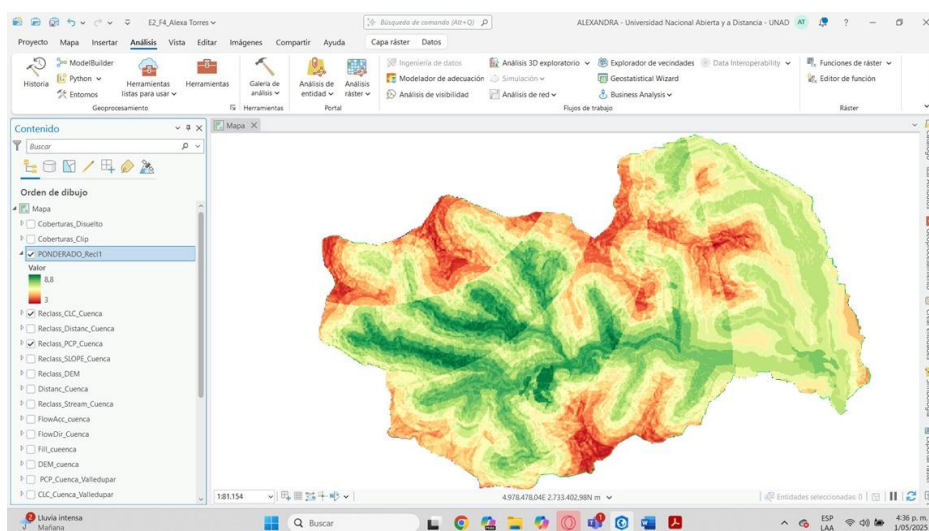 E2_F4_Alexa Torres
Búsqueda de comando (Alt+Q)
ALEXANDRA - Universidad Nacional Abierta y a Distancia - UNAD
AT
Proyecto Mapa Insertar Análisis Vista Editar Imágenes Compartir Ayuda Capa ráster Datos
Historia
ModelBuilder
Python
Entornos
Herramientas listas para usar
Herramientas
Geoprocesamiento
Galería de análisis
Herramientas
Análisis de entidad
Análisis ráster
Portal
Ingeniería de datos
Modelador de adecuación
Análisis de visibilidad
Análisis 3D exploratorio
Simulación
Análisis de red
Explorador de vecindades
Geostatistical Wizard
Business Analysis
Data Interoperability
Flujos de trabajo
Funciones de ráster
Editor de función
Ráster
Contenido
Buscar
Orden de dibujo
Mapa
Coberturas_Disuelto
Coberturas_Clip
PONDERADO_Recl1
Valor
8,8
3
Reclass_CLC_Cuenca
Reclass_Distanc_Cuenca
Reclass_PCP_Cuenca
Reclass_SLOPE_Cuenca
Reclass_DEM
Distanc_Cuenca
Reclass_Stream_Cuenca
FlowAcc_cuenca
FlowDir_Cuenca
Fill_cueenca
DEM_cuenca
PCP_Cuenca_Valledupar
CLC_Cuenca_Valledupar
Mapa
1:81.154
4.978.478,04E 2.733.402,98N m
Entidades seleccionadas: 0
Lluvia intensa
Mañana
Buscar
ESP
LAA
4:36 p. m.
1/05/2025